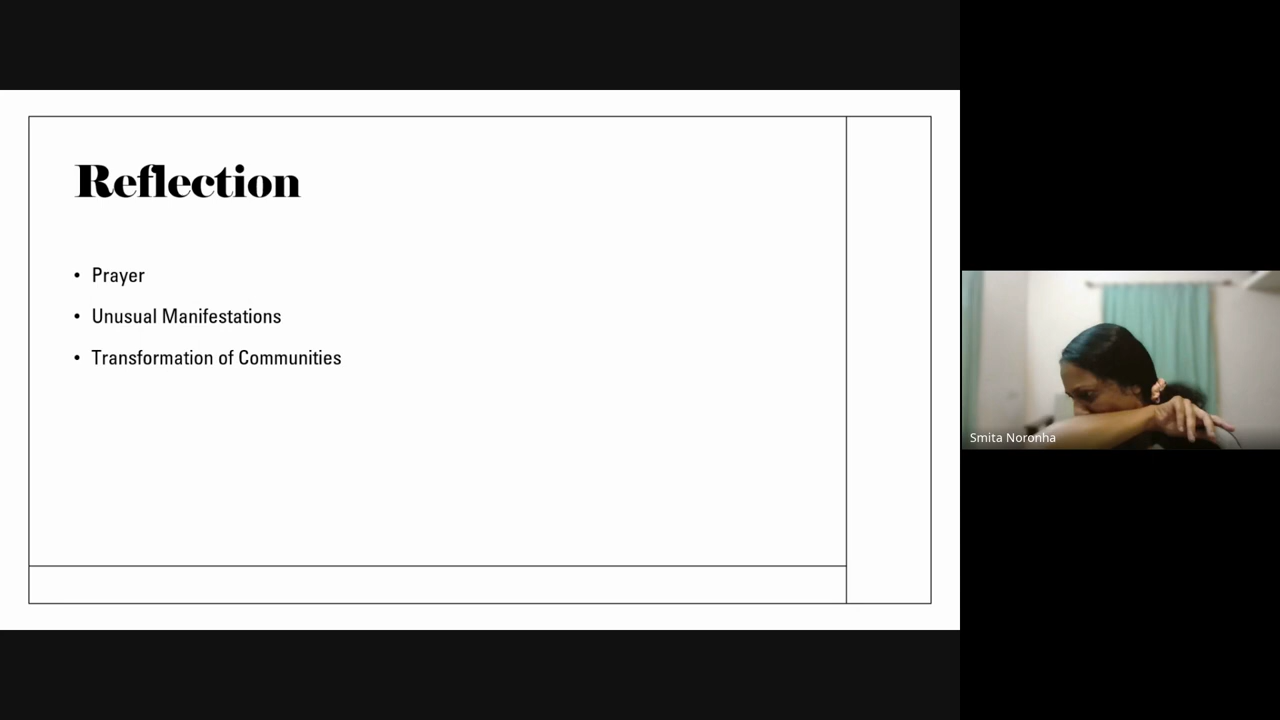 Reflection
• Prayer
• Unusual Manifestations
• Transformation of Communities
Smita Noronha